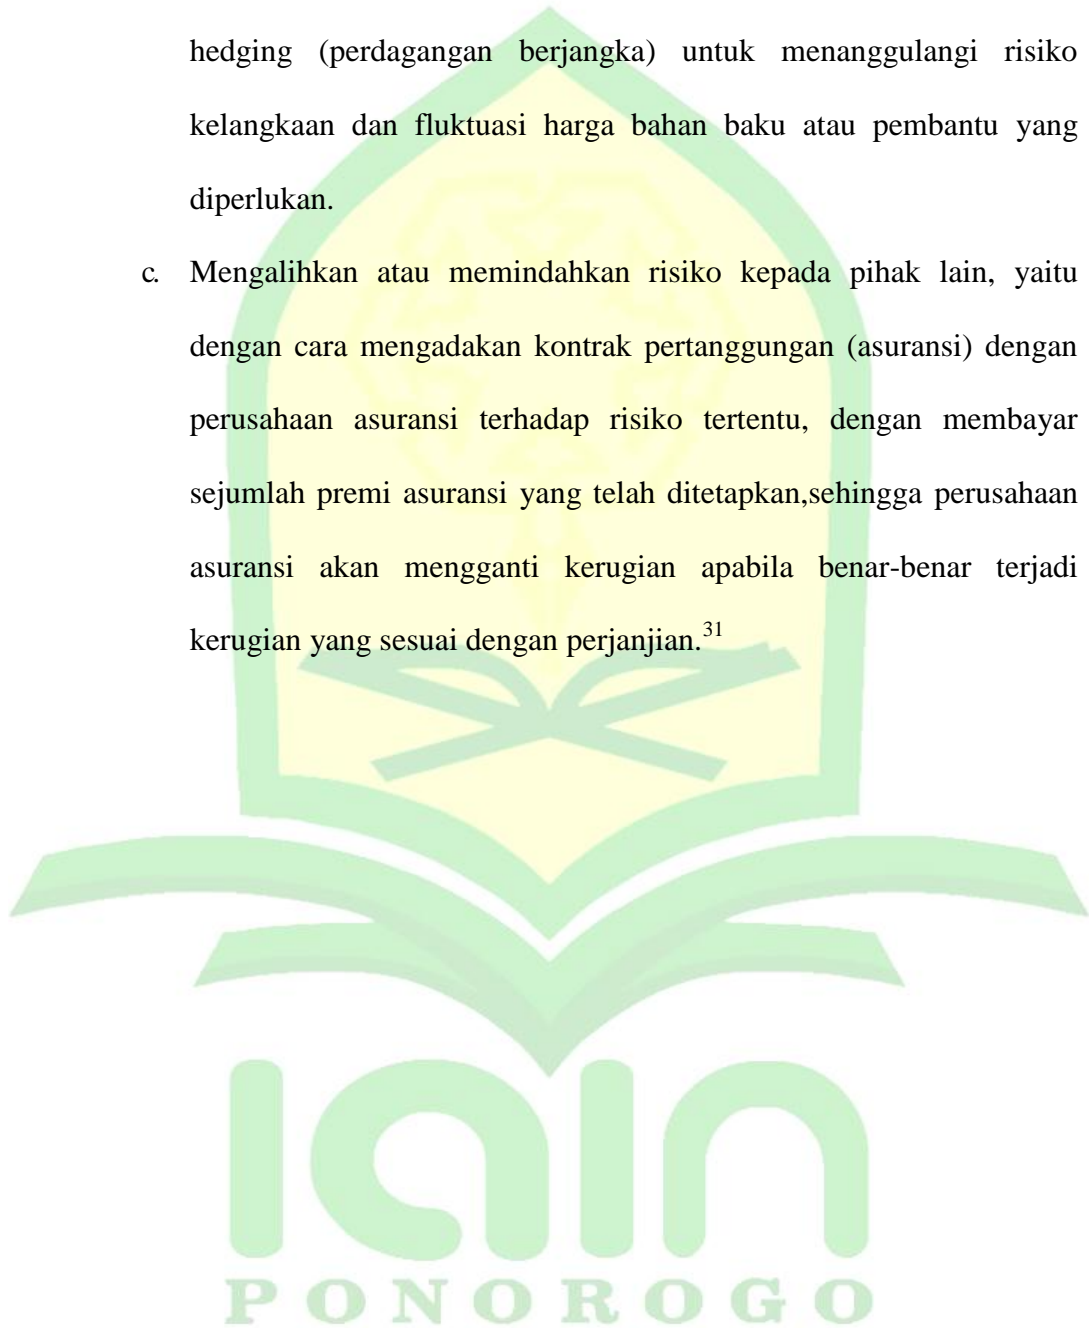 hedging (perdagangan berjangka) untuk menanggulangi risiko
kelangkaan dan fluktuasi harga bahan baku atau pembantu yang
diperlukan.
c. Mengalihkan atau memindahkan risiko kepada pihak lain, yaitu
dengan cara mengadakan kontrak pertanggungan (asuransi) dengan
perusahaan asuransi terhadap risiko tertentu, dengan membayar
sejumlah premi asuransi yang telah ditetapkan,sehingga perusahaan
asuransi akan mengganti kerugian apabila benar-benar terjadi
kerugian yang sesuai dengan perjanjian.31
iain
PONOROGO